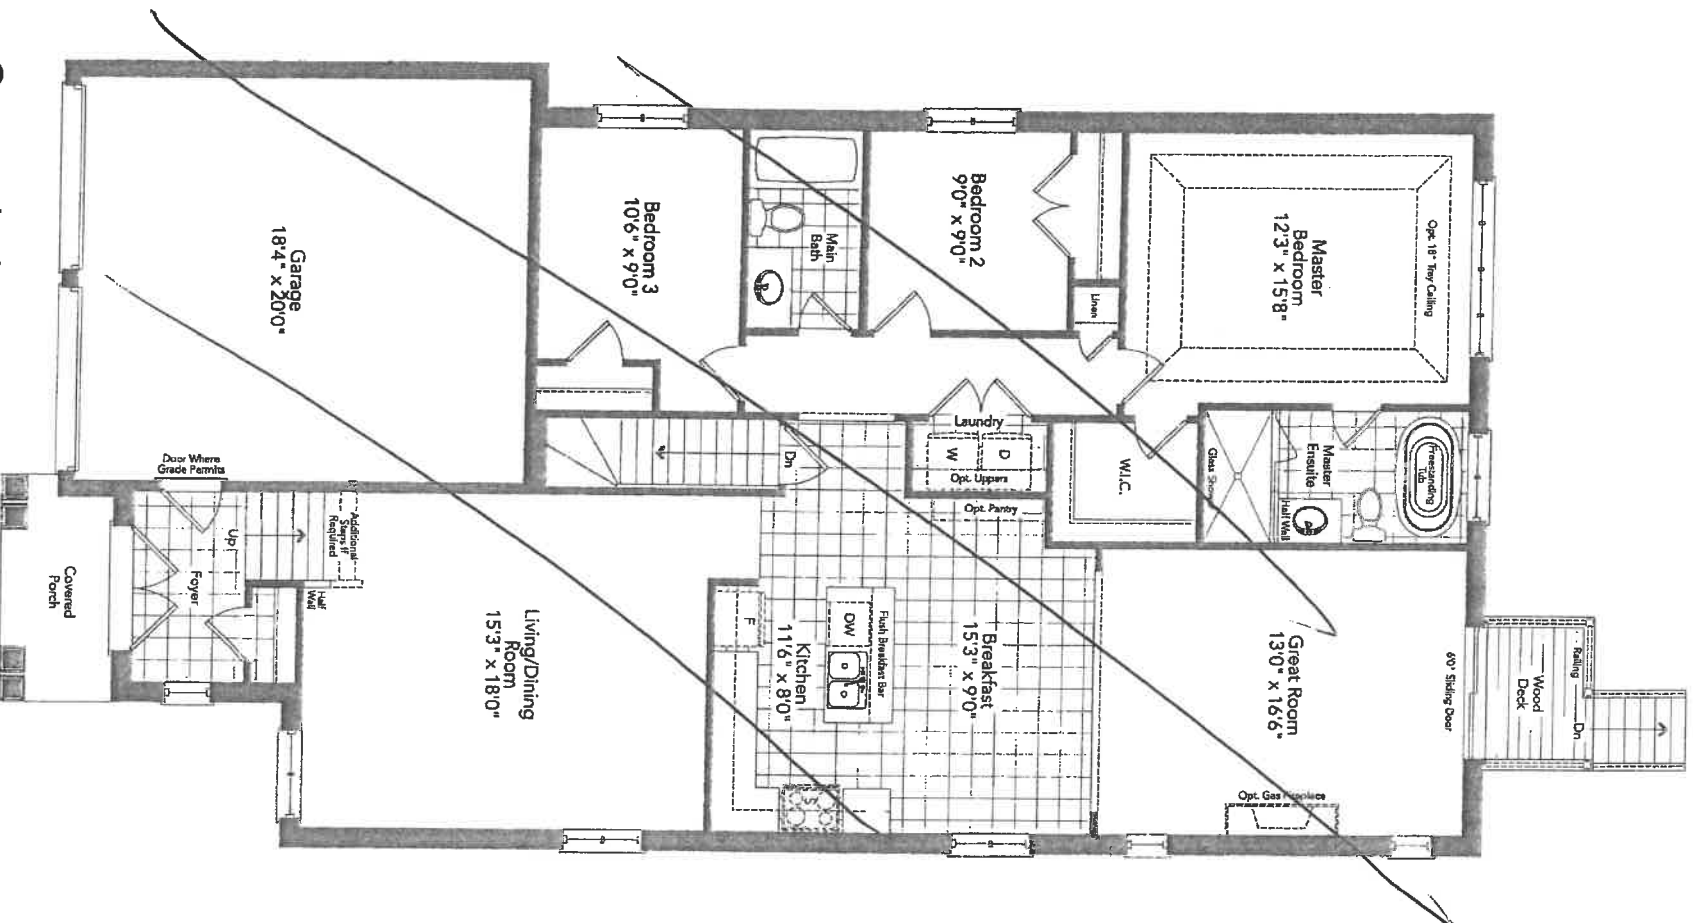 Garage
18'4" x 20'0"
Bedroom 3
10'6" x 9'0"
Main
Bath
Bedroom 2
9'0" x 9'0"
Linen
Master
Bedroom
12'3" x 15'8"
Opt. 18" Tray Ceiling
Laundry
W
D
Opt. Uppers
Opt. Pantry
W.I.C.
Glass
Master
Ensuite
Half Wall
Freestanding
Tub
Dn
Door Where
Grade Permits
Up
Foyer
Additional
Steps If
Required
Half
Wall
Covered
Porch
Living/Dining
Room
15'3" x 18'0"
F
Kitchen
11'6" x 8'0"
DW
Flush Breakfast Bar
Breakfast
15'3" x 9'0"
Great Room
13'0" x 16'6"
Opt. Gas Fireplace
6'0" Sliding Door
Wood
Deck
Railing
Dn